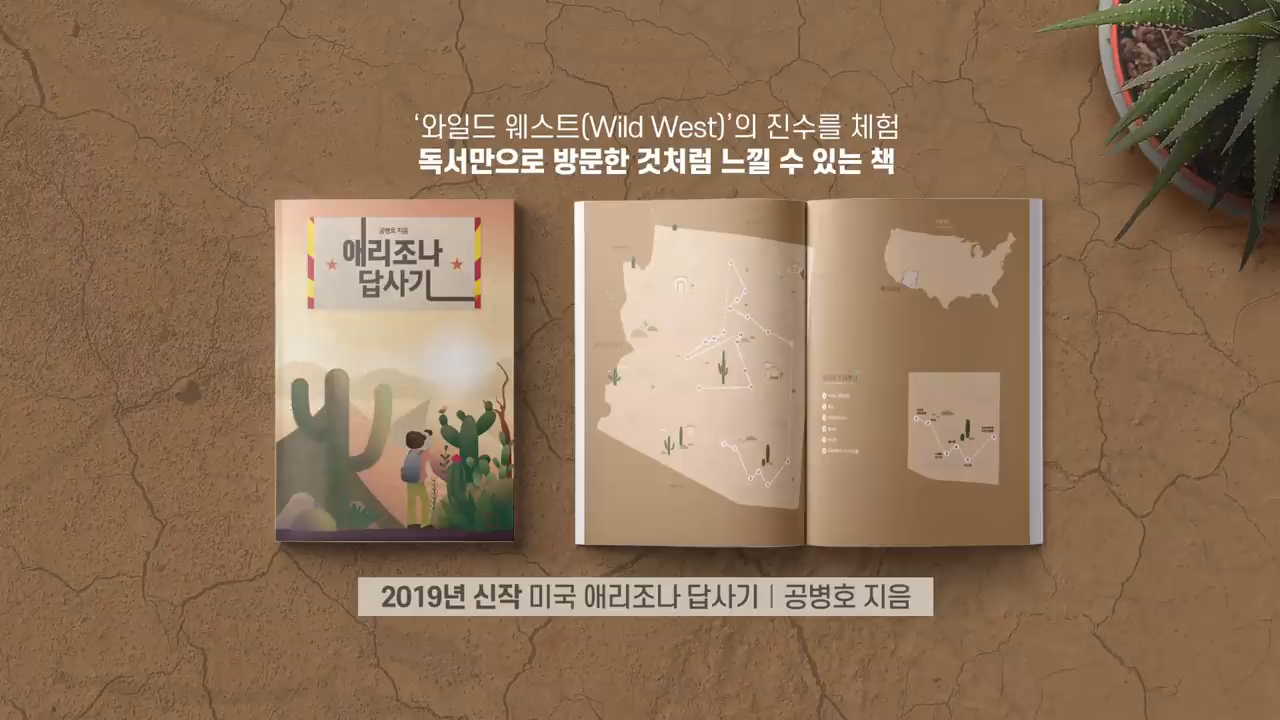 ‘와일드 웨스트(Wild West)’의 진수를 체험
독서만으로 방문한 것처럼 느낄 수 있는 책
공병호 지음
애리조나
답사기
2019년 신작 미국 애리조나 답사기 | 공병호 지음